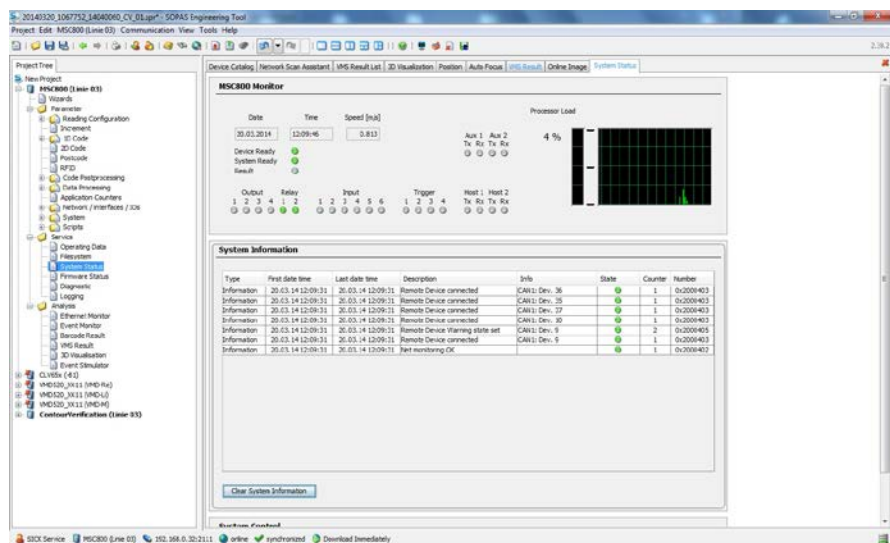 20140320_1067752_14040060_CV_01.spr* - SOPAS Engineering Tool
Project Edit MSC800 (Linie 03) Communication View Tools Help
2.38.2
Project Tree
Device Catalog Network Scan Assistant VMS Result List 3D Visualisation Position Auto Focus VMS Result Online Image System Status
New Project
MSC800 (Linie 03)
Wizards
Parameter
Reading Configuration
Increment
1D Code
2D Code
Postcode
RFID
Code Postprocessing
Data Processing
Application Counters
Network / Interfaces / IOs
System
Scripts
Service
Operating Data
Filesystem
System Status
Firmware Status
Diagnostic
Logging
Analysis
Ethernet Monitor
Event Monitor
Barcode Result
VMS Result
3D Visualisation
Event Stimulator
CLV65x (-61)
VMD520_XX11 (VMD-Re)
VMD520_XX11 (VMD-Li)
VMD520_XX11 (VMD-M)
ContourVerification (Linie 03)
MSC800 Monitor
Date Time Speed [m/s] Processor Load
20.03.2014 12:09:46 0.813 4 %
Aux 1 Aux 2
Tx Rx Tx Rx
Device Ready
System Ready
Result
Output Relay Input Trigger Host 1 Host 2
1 2 3 4 1 2 1 2 3 4 5 6 1 2 3 4 Tx Rx Tx Rx
System Information
Type First date time Last date time Description Info State Counter Number
Information 20.03.14 12:09:31 20.03.14 12:09:31 Remote Device connected CAN1: Dev. 36 1 0x2000403
Information 20.03.14 12:09:31 20.03.14 12:09:31 Remote Device connected CAN1: Dev. 35 1 0x2000403
Information 20.03.14 12:09:31 20.03.14 12:09:31 Remote Device connected CAN1: Dev. 37 1 0x2000403
Information 20.03.14 12:09:31 20.03.14 12:09:31 Remote Device connected CAN1: Dev. 10 1 0x2000403
Information 20.03.14 12:09:31 20.03.14 12:09:31 Remote Device Warning state set CAN1: Dev. 9 2 0x2000405
Information 20.03.14 12:09:31 20.03.14 12:09:31 Remote Device connected CAN1: Dev. 9 1 0x2000403
Information 20.03.14 12:09:31 20.03.14 12:09:31 Net monitoring OK 1 0x2000402
Clear System Information
System Control
SICK Service MSC800 (Linie 03) 192.168.0.32:2111 online synchronized Download Immediately